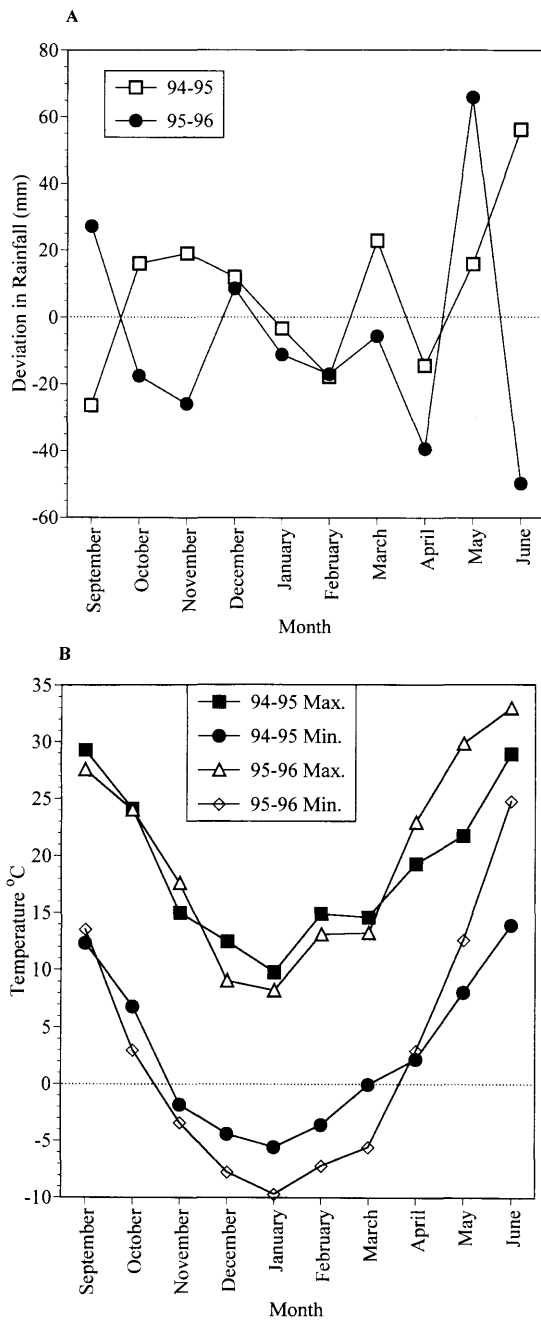 A
80
60
40
20
0
-20
-40
-60
Deviation in Rainfall (mm)
94-95
95-96
September
October
November
December
January
February
March
April
May
June
Month
B
35
30
25
20
15
10
5
0
-5
-10
Temperature °C
94-95 Max.
94-95 Min.
95-96 Max.
95-96 Min.
September
October
November
December
January
February
March
April
May
June
Month